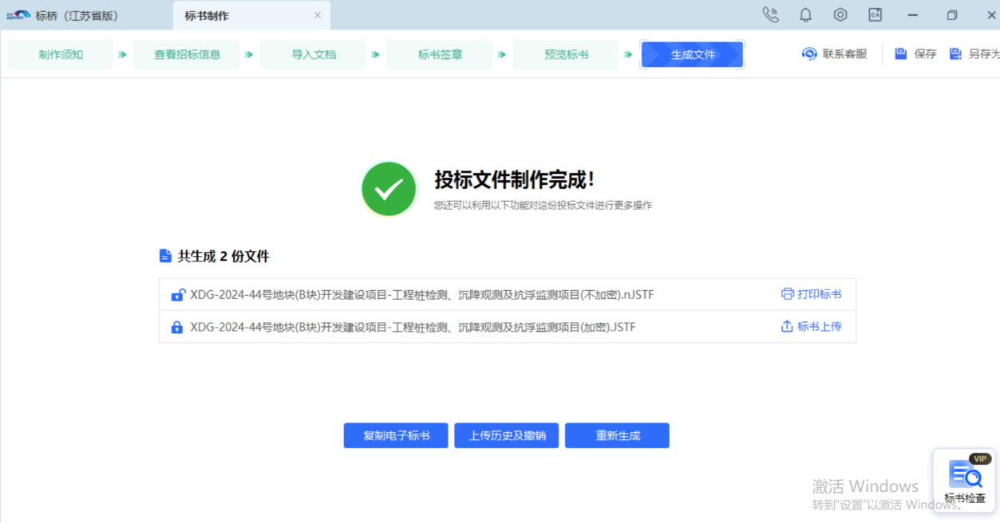 标桥（江苏省版）
标书制作
CA
制作须知
查看招标信息
导入文档
标书签章
预览标书
生成文件
联系客服
保存
另存为
投标文件制作完成！
您还可以利用以下功能对这份投标文件进行更多操作
共生成 2 份文件
XDG-2024-44号地块(B块)开发建设项目-工程桩检测、沉降观测及抗浮监测项目(不加密).nJSTF
打印标书
XDG-2024-44号地块(B块)开发建设项目-工程桩检测、沉降观测及抗浮监测项目(加密).JSTF
标书上传
复制电子标书
上传历史及撤销
重新生成
VIP
标书检查
激活 Windows
转到"设置"以激活 Windows。